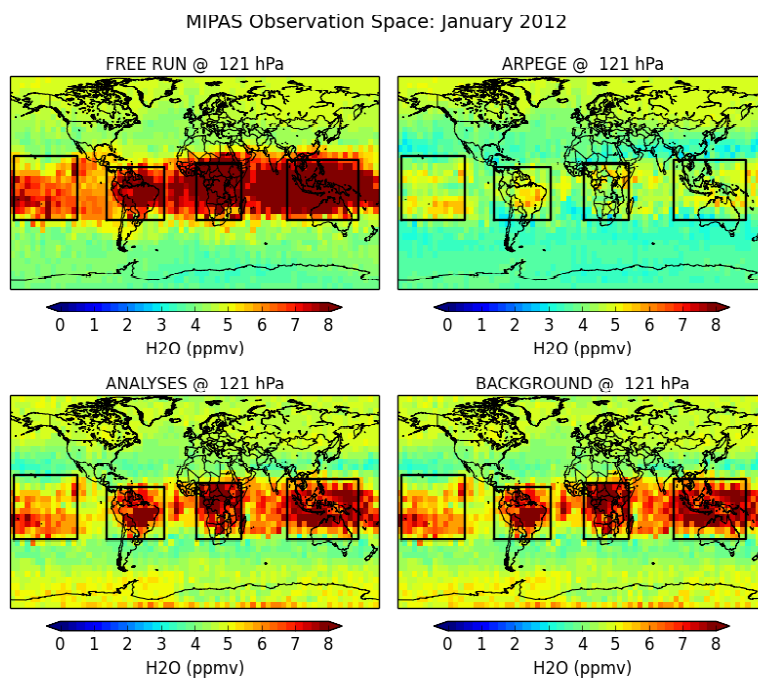 MIPAS Observation Space: January 2012
FREE RUN @ 121 hPa
ARPEGE @ 121 hPa
0 1 2 3 4 5 6 7 8
H2O (ppmv)
0 1 2 3 4 5 6 7 8
H2O (ppmv)
ANALYSES @ 121 hPa
BACKGROUND @ 121 hPa
0 1 2 3 4 5 6 7 8
H2O (ppmv)
0 1 2 3 4 5 6 7 8
H2O (ppmv)